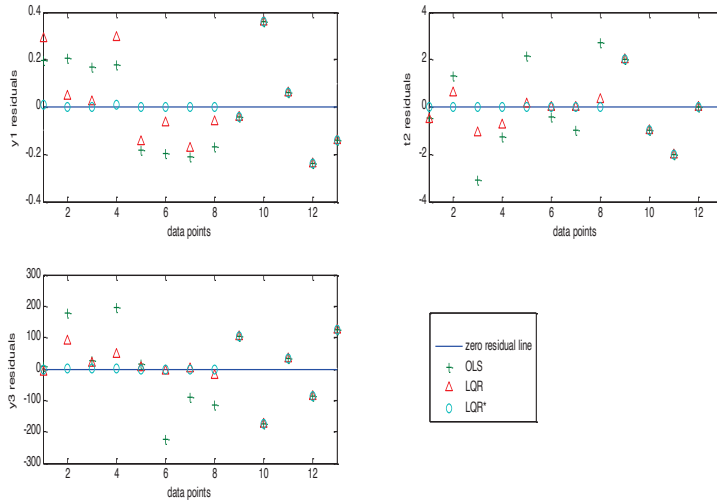 0.4
0.2
0.0
-0.2
-0.4
y1 residuals
2 4 6 8 10 12
data points
4
2
0
-2
-4
t2 residuals
2 4 6 8 10 12
data points
300
200
100
0
-100
-200
-300
y3 residuals
2 4 6 8 10 12
data points
zero residual line
OLS
LQR
LQR*